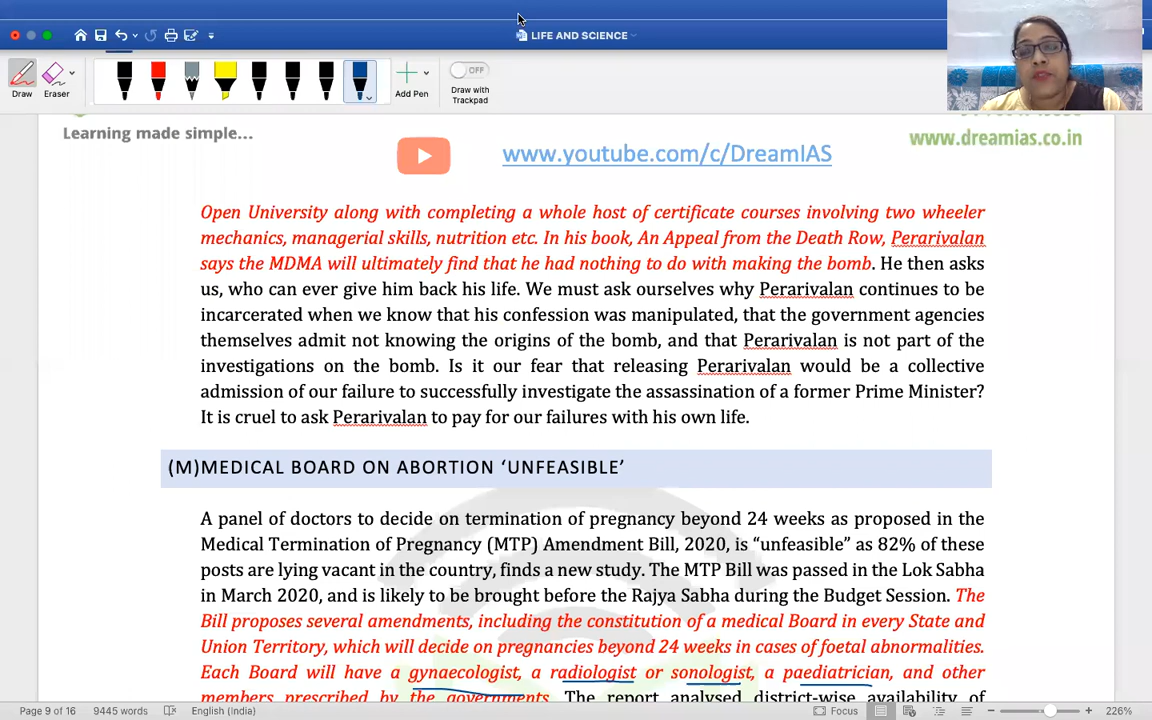 LIFE AND SCIENCE
Draw
Eraser
Add Pen
OFF
Draw with
Trackpad
Learning made simple...
www.youtube.com/c/DreamIAS
www.dreamias.co.in
Open University along with completing a whole host of certificate courses involving two wheeler
mechanics, managerial skills, nutrition etc. In his book, An Appeal from the Death Row, Perarivalan
says the MDMA will ultimately find that he had nothing to do with making the bomb. He then asks
us, who can ever give him back his life. We must ask ourselves why Perarivalan continues to be
incarcerated when we know that his confession was manipulated, that the government agencies
themselves admit not knowing the origins of the bomb, and that Perarivalan is not part of the
investigations on the bomb. Is it our fear that releasing Perarivalan would be a collective
admission of our failure to successfully investigate the assassination of a former Prime Minister?
It is cruel to ask Perarivalan to pay for our failures with his own life.
(M)MEDICAL BOARD ON ABORTION ‘UNFEASIBLE’
A panel of doctors to decide on termination of pregnancy beyond 24 weeks as proposed in the
Medical Termination of Pregnancy (MTP) Amendment Bill, 2020, is “unfeasible” as 82% of these
posts are lying vacant in the country, finds a new study. The MTP Bill was passed in the Lok Sabha
in March 2020, and is likely to be brought before the Rajya Sabha during the Budget Session. The
Bill proposes several amendments, including the constitution of a medical Board in every State and
Union Territory, which will decide on pregnancies beyond 24 weeks in cases of foetal abnormalities.
Each Board will have a gynaecologist, a radiologist or sonologist, a paediatrician, and other
members prescribed by the governments. The report analysed district-wise availability of
Page 9 of 16
9445 words
English (India)
Focus
226%